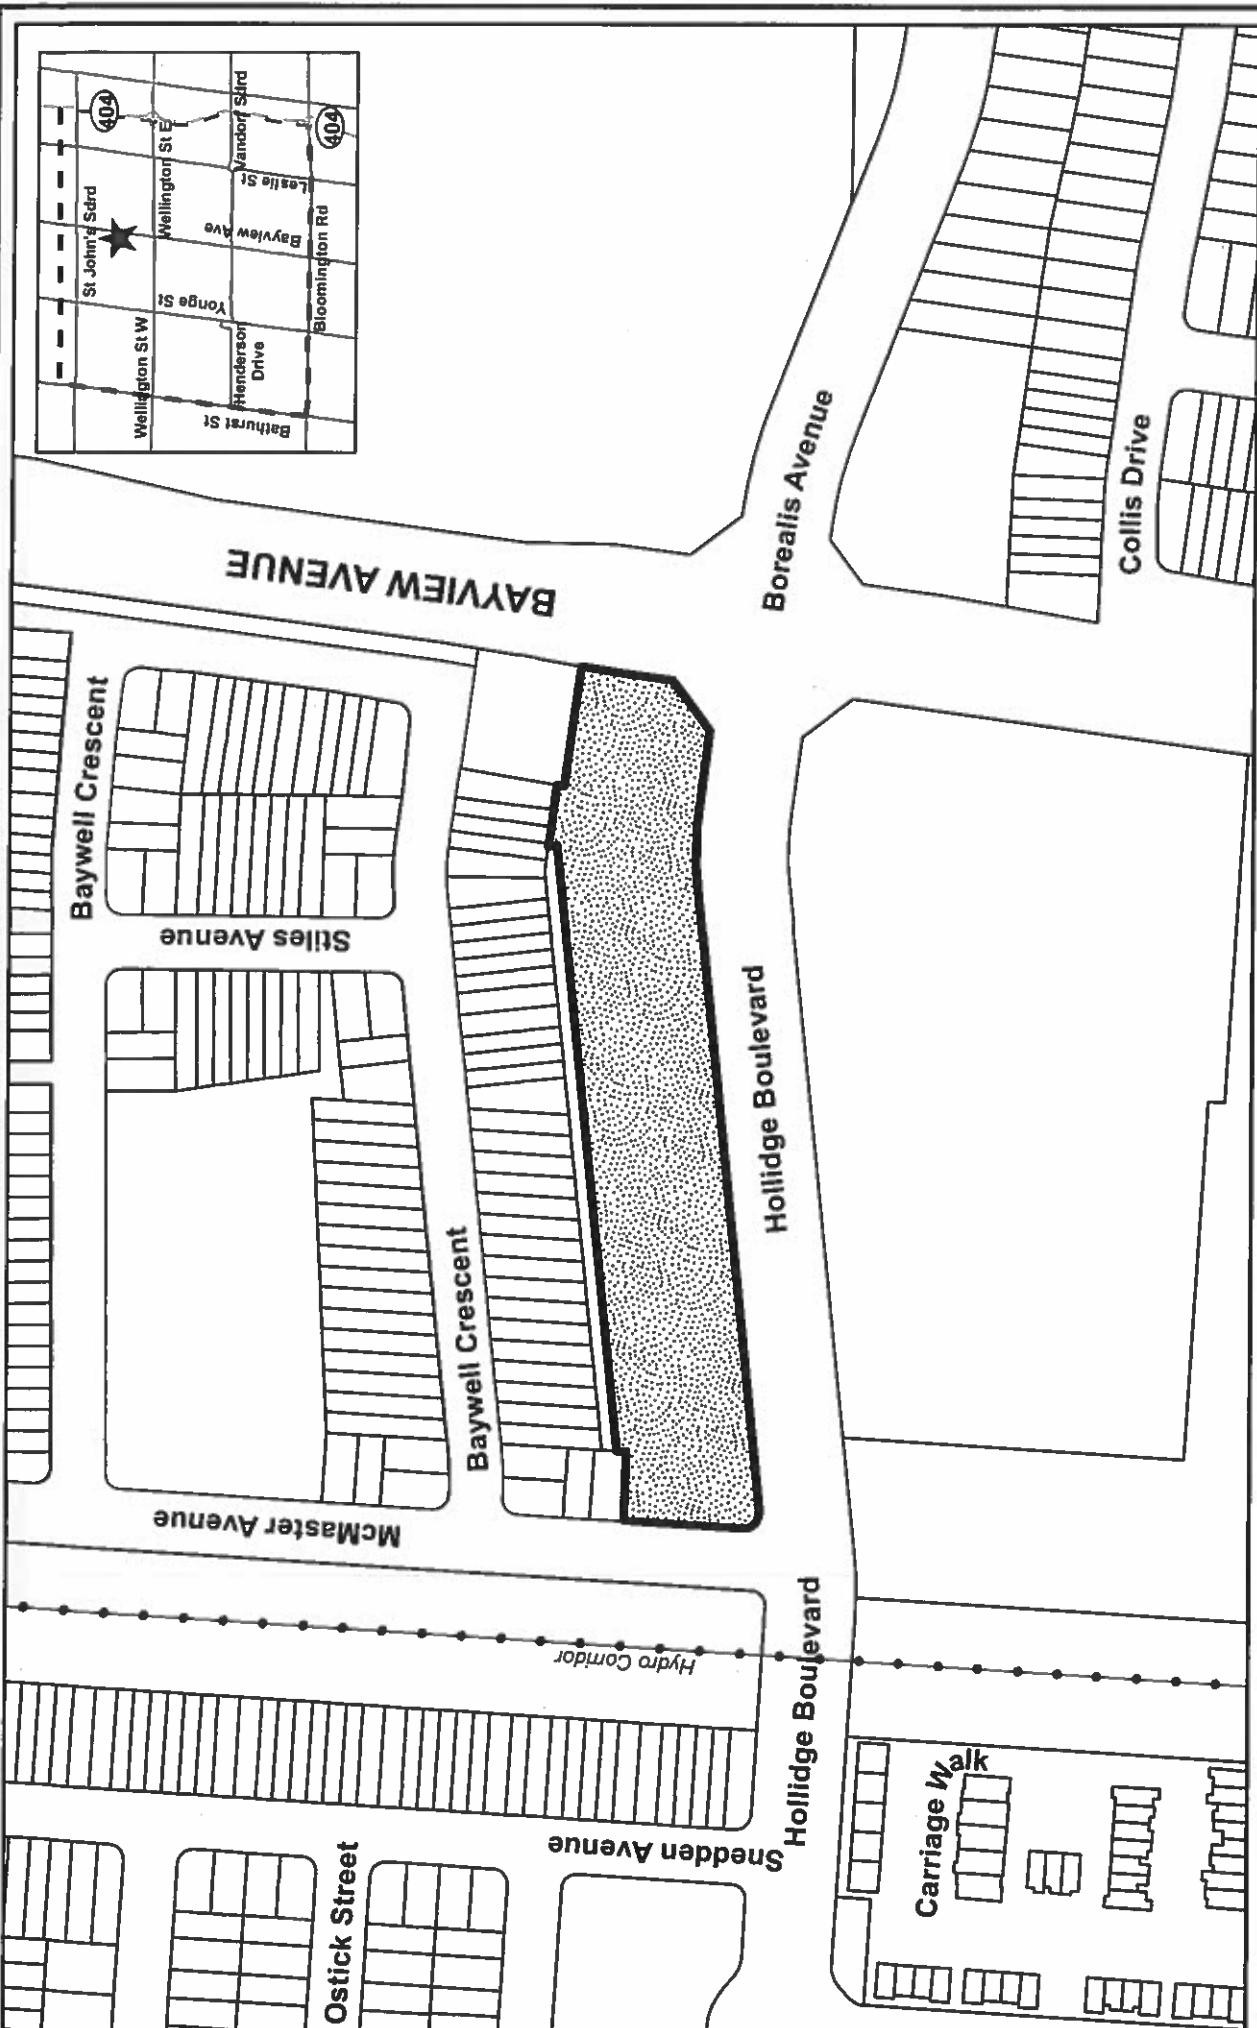 404
404
St John's Sdrd
Wellington St E
Vandorf Sdrd
Leslie St
Bayview Ave
Yonge St
Bloomington Rd
Wellington St W
Henderson
Drive
Bathurst St
BAYVIEW AVENUE
Borealis Avenue
Collis Drive
Baywell Crescent
Stiles Avenue
Hollidge Boulevard
Baywell Crescent
McMaster Avenue
Hydro Corridor
Hollidge Boulevard
Snedden Avenue
Carriage Walk
Ostick Street